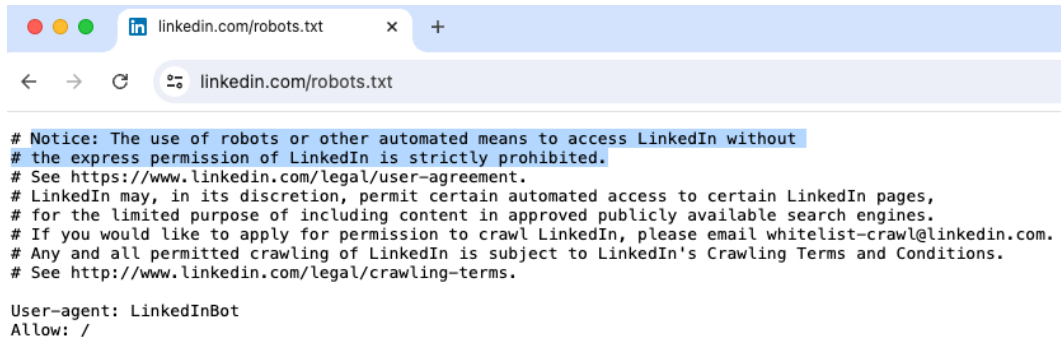 in linkedin.com/robots.txt × +
linkedin.com/robots.txt
# Notice: The use of robots or other automated means to access LinkedIn without
# the express permission of LinkedIn is strictly prohibited.
# See https://www.linkedin.com/legal/user-agreement.
# LinkedIn may, in its discretion, permit certain automated access to certain LinkedIn pages,
# for the limited purpose of including content in approved publicly available search engines.
# If you would like to apply for permission to crawl LinkedIn, please email whitelist-crawl@linkedin.com.
# Any and all permitted crawling of LinkedIn is subject to LinkedIn's Crawling Terms and Conditions.
# See http://www.linkedin.com/legal/crawling-terms.
User-agent: LinkedInBot
Allow: /